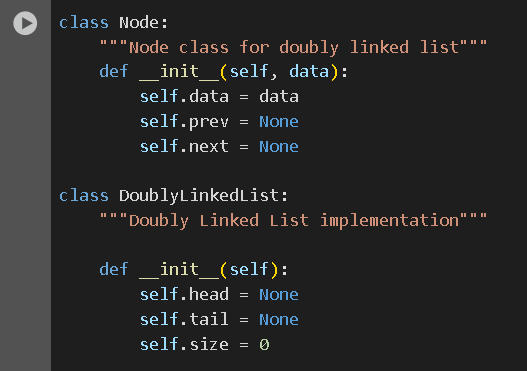 class Node:
    """Node class for doubly linked list"""
    def __init__(self, data):
        self.data = data
        self.prev = None
        self.next = None

class DoublyLinkedList:
    """Doubly Linked List implementation"""

    def __init__(self):
        self.head = None
        self.tail = None
        self.size = 0